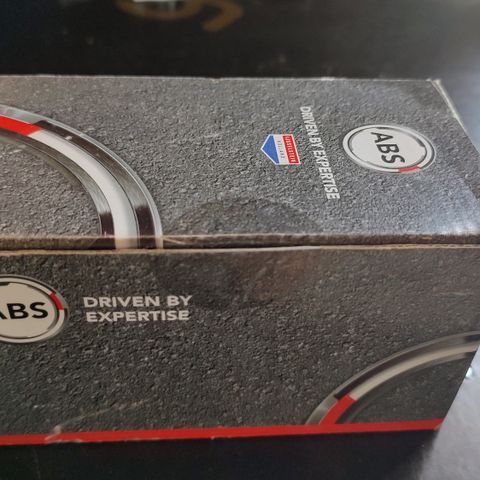 ABS
DRIVEN BY EXPERTISE
ABS
DRIVEN BY
EXPERTISE